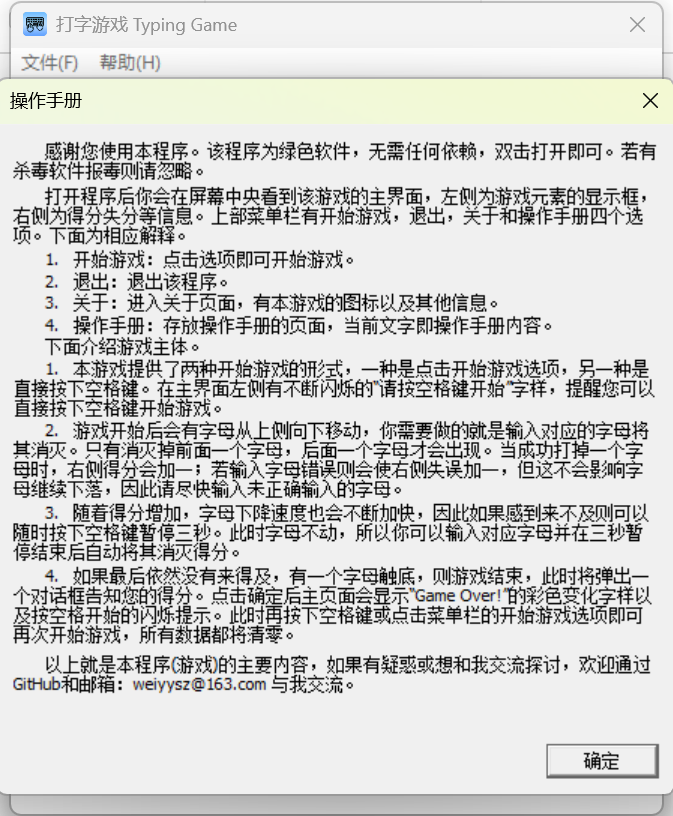 打字游戏 Typing Game
文件(F) 帮助(H)
操作手册
感谢您使用本程序。该程序为绿色软件，无需任何依赖，双击打开即可。若有
杀毒软件报毒则请忽略。
打开程序后你会在屏幕中央看到该游戏的主界面，左侧为游戏元素的显示框，
右侧为得分失分等信息。上部菜单栏有开始游戏，退出，关于和操作手册四个选
项。下面为相应解释。
1. 开始游戏：点击选项即可开始游戏。
2. 退出：退出该程序。
3. 关于：进入关于页面，有本游戏的图标以及其他信息。
4. 操作手册：存放操作手册的页面，当前文字即操作手册内容。
下面介绍游戏主体。
1. 本游戏提供了两种开始游戏的形式，一种是点击开始游戏选项，另一种是
直接按下空格键。在主界面左侧有不断闪烁的“请按空格键开始”字样，提醒您可以
直接按下空格键开始游戏。
2. 游戏开始后会有字母从上侧向下移动，你需要做的就是输入对应的字母将
其消灭。只有消灭掉前面一个字母，后面一个字母才会出现。当成功打掉一个字
母时，右侧得分会加一；若输入字母错误则会使右侧失误加一，但这不会影响字
母继续下落，因此请尽快输入未正确输入的字母。
3. 随着得分增加，字母下降速度也会不断加快，因此如果感到来不及则可以
随时按下空格键暂停三秒。此时字母不动，所以你可以输入对应字母并在三秒暂
停结束后自动将其消灭得分。
4. 如果最后依然没有来得及，有一个字母触底，则游戏结束，此时将弹出一
个对话框告知您的得分。点击确定后主页面会显示“Game Over!”的彩色变化字样以
及按空格开始的闪烁提示。此时再按下空格键或点击菜单栏的开始游戏选项即可
再次开始游戏，所有数据都将清零。
以上就是本程序(游戏)的主要内容，如果有疑惑或想和我交流探讨，欢迎通过
GitHub和邮箱：weiyysz@163.com 与我交流。
确定